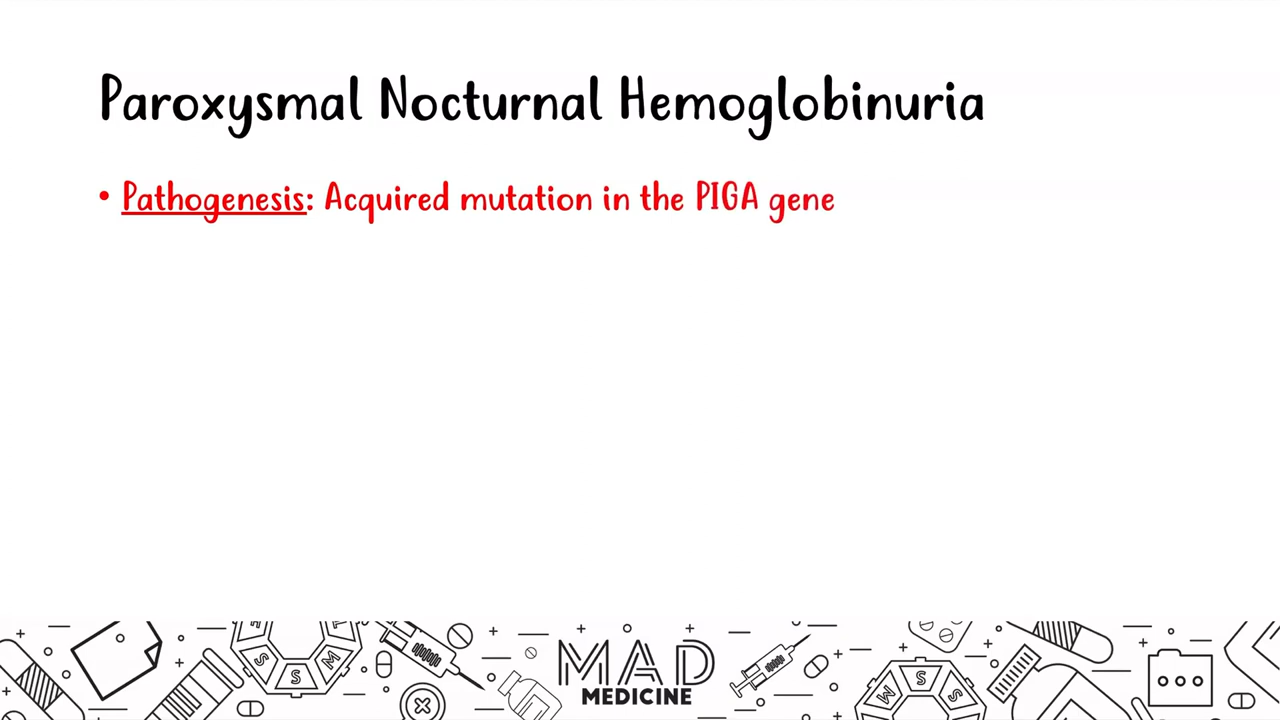 Paroxysmal Nocturnal Hemoglobinuria
• Pathogenesis: Acquired mutation in the PIGA gene
MAD
MEDICINE